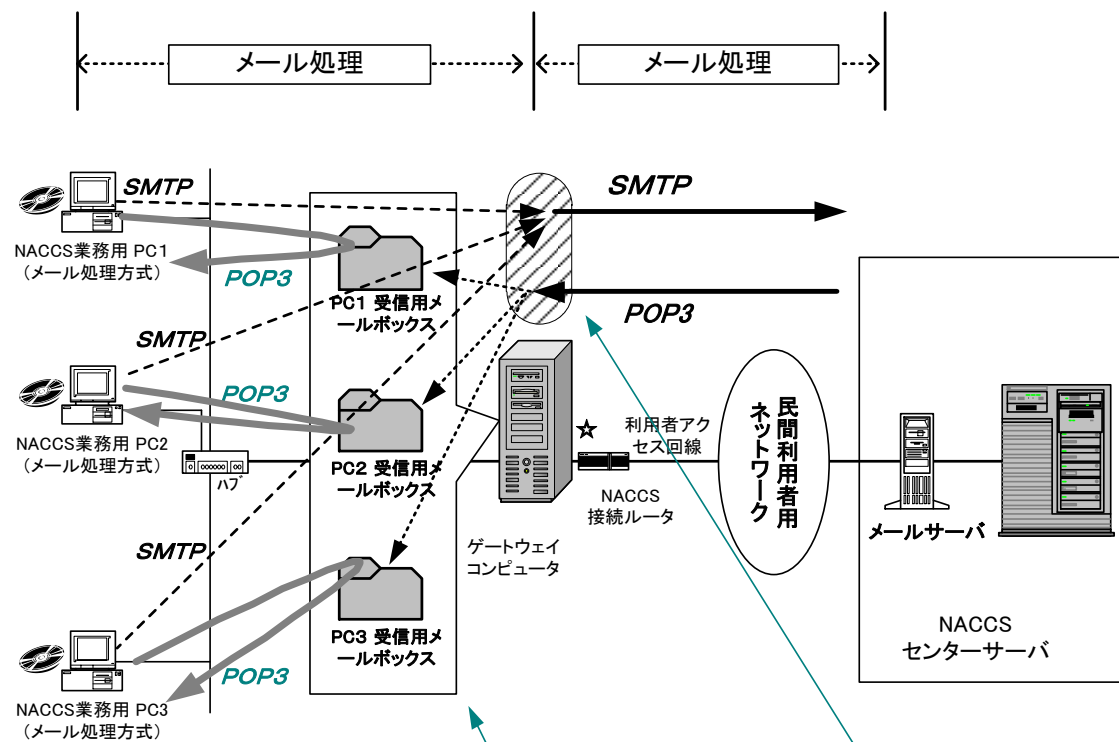 メール処理
メール処理
SMTP
SMTP
NACCS業務用 PC1
(メール処理方式)
POP3
PC1 受信用メ
ールボックス
POP3
SMTP
POP3
NACCS業務用 PC2
(メール処理方式)
ハブ
PC2 受信用メ
ールボックス
☆
利用者アク
セス回線
NACCS
接続ルータ
民間利用者用
ネットワーク
メールサーバ
ゲートウェイ
コンピュータ
SMTP
PC3 受信用メ
ールボックス
POP3
NACCS
センターサーバ
NACCS業務用 PC3
(メール処理方式)